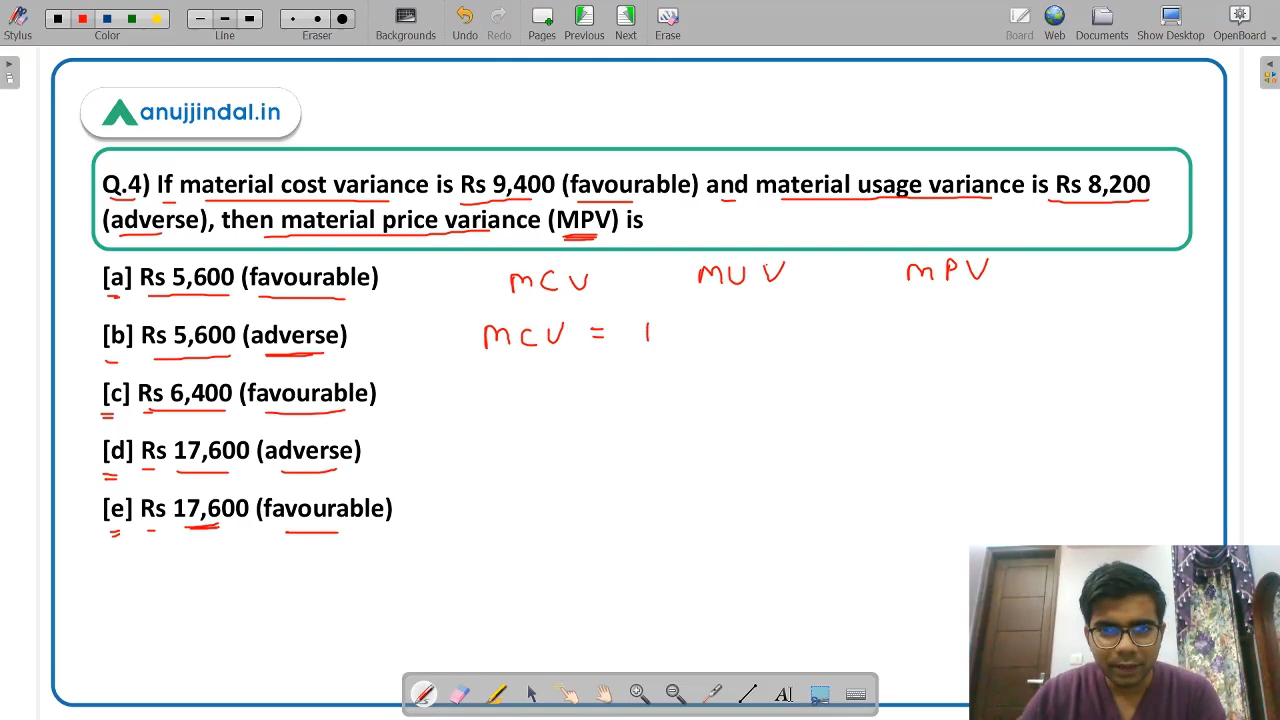 Stylus
Color
Line
Eraser
Backgrounds
Undo
Redo
Pages
Previous
Next
Erase
Board
Web
Documents
Show Desktop
OpenBoard
anujjindal.in
Q.4) If material cost variance is Rs 9,400 (favourable) and material usage variance is Rs 8,200
(adverse), then material price variance (MPV) is
[a] Rs 5,600 (favourable)
MCV MUV MPV
[b] Rs 5,600 (adverse)
MCV = 1
[c] Rs 6,400 (favourable)
[d] Rs 17,600 (adverse)
[e] Rs 17,600 (favourable)
AI